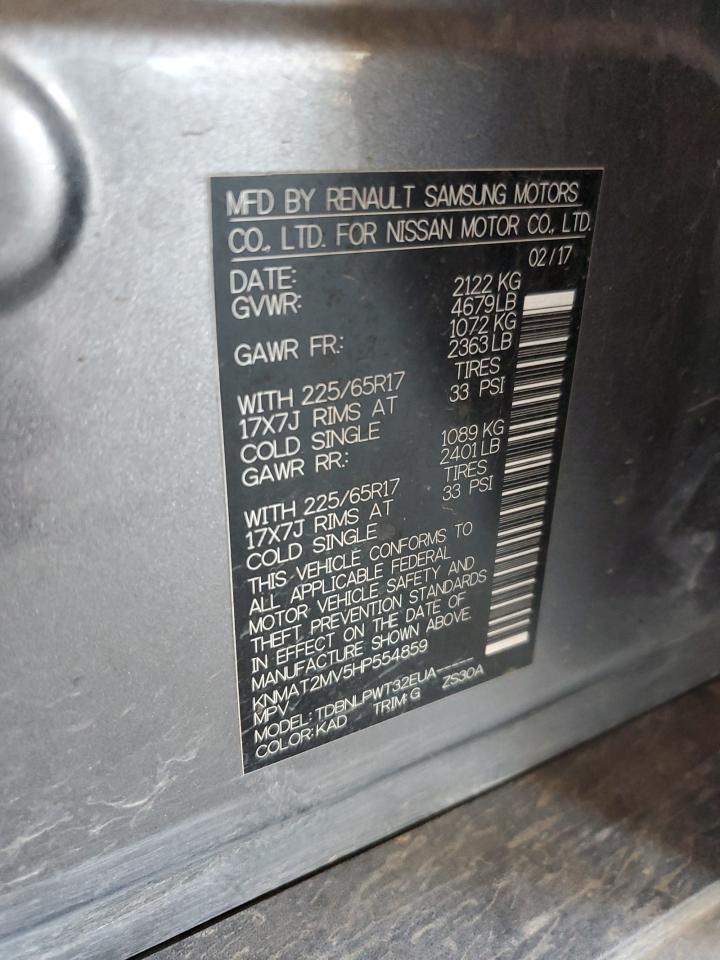 MFD BY RENAULT SAMSUNG MOTORS
CO., LTD. FOR NISSAN MOTOR CO., LTD.
DATE: 02/17
GVWR: 2122 KG
4679LB
GAWR FR.: 1072 KG
2363LB
WITH 225/65R17 TIRES
17X7J RIMS AT 33 PSI
COLD SINGLE
GAWR RR.: 1089 KG
2401LB
WITH 225/65R17 TIRES
17X7J RIMS AT 33 PSI
COLD SINGLE
THIS VEHICLE CONFORMS TO
ALL APPLICABLE FEDERAL
MOTOR VEHICLE SAFETY AND
THEFT PREVENTION STANDARDS
IN EFFECT ON THE DATE OF
MANUFACTURE SHOWN ABOVE.
KNMAT2MV5HP554859
MPV
MODEL: TDBNLPWT32EUA-----
COLOR: KAD TRIM: G ZS30A